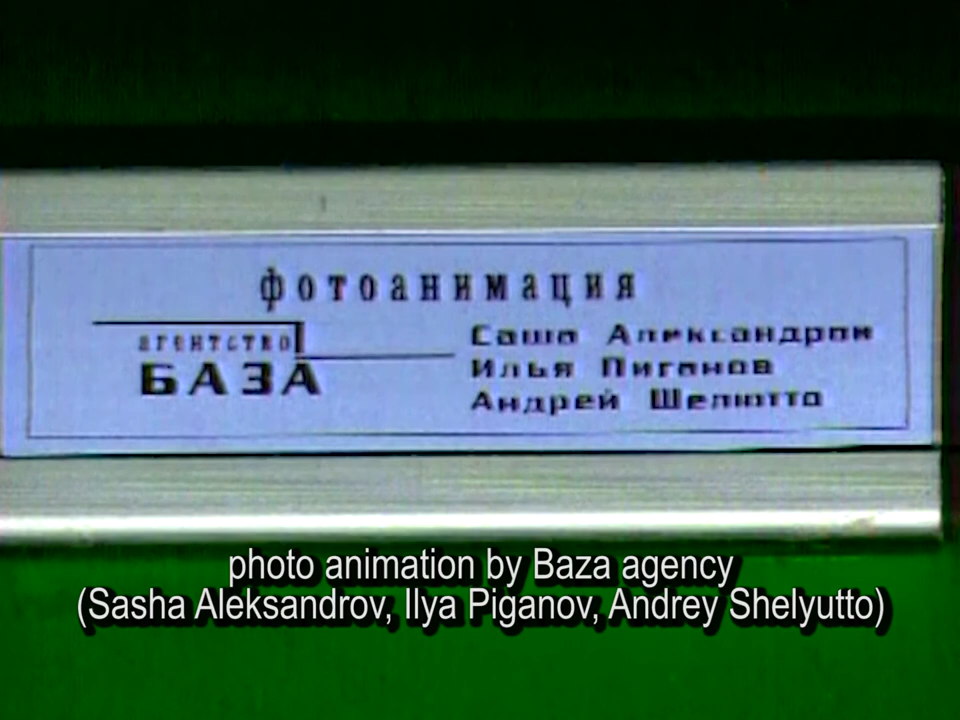 фотоанимация
агентство
БАЗА
Саша Александров
Илья Пиганов
Андрей Шелютто
photo animation by Baza agency
(Sasha Aleksandrov, Ilya Piganov, Andrey Shelyutto)